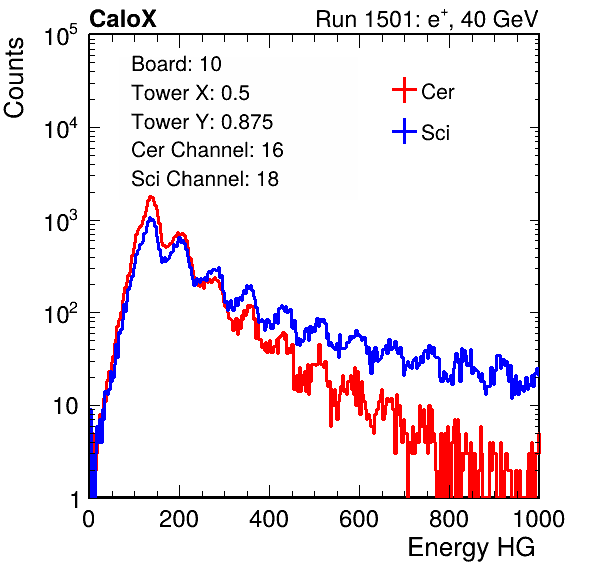 CaloX Run 1501: e⁺, 40 GeV
Counts
Board: 10
Tower X: 0.5
Tower Y: 0.875
Cer Channel: 16
Sci Channel: 18
Cer
Sci
10⁵
10⁴
10³
10²
10
1
0 200 400 600 800 1000
Energy HG